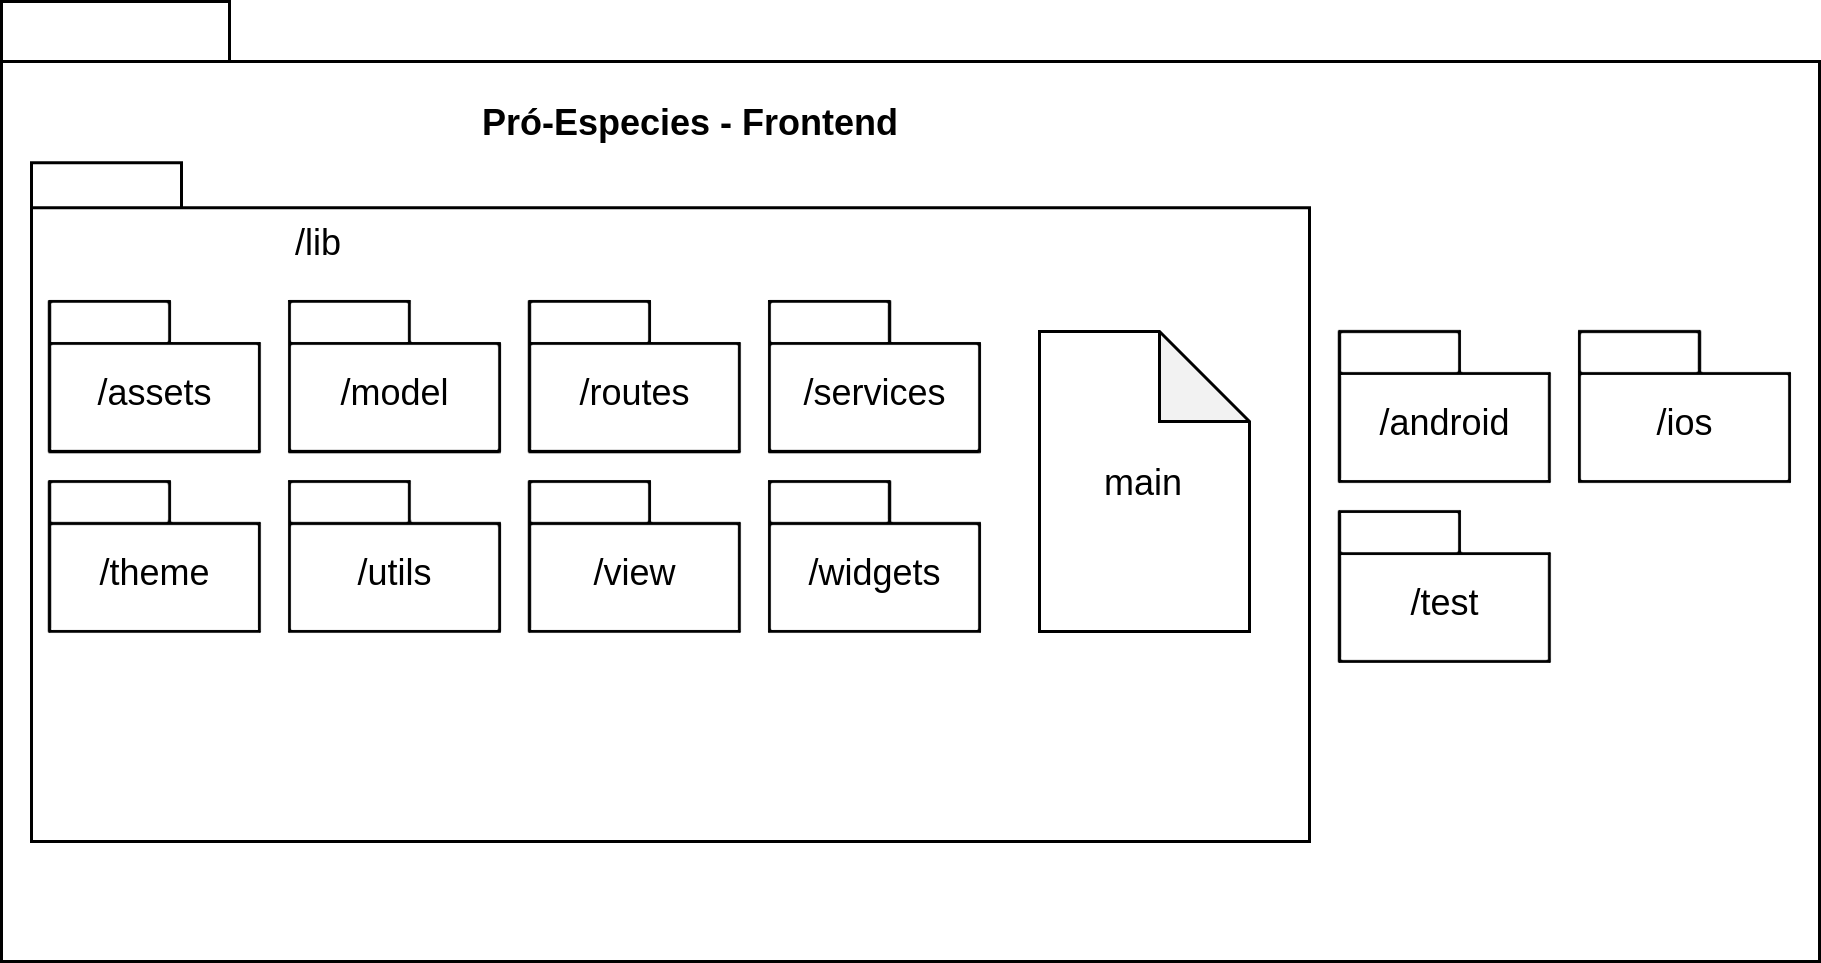 Pró-Especies - Frontend
/lib
/assets
/model
/routes
/services
main
/android
/ios
/theme
/utils
/view
/widgets
/test